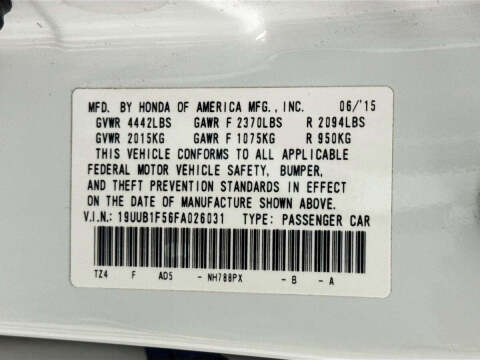 MFD. BY HONDA OF AMERICA MFG., INC. 06/'15
GVWR 4442LBS GAWR F 2370LBS R 2094LBS
GVWR 2015KG GAWR F 1075KG R 950KG
THIS VEHICLE CONFORMS TO ALL APPLICABLE
FEDERAL MOTOR VEHICLE SAFETY, BUMPER,
AND THEFT PREVENTION STANDARDS IN EFFECT
ON THE DATE OF MANUFACTURE SHOWN ABOVE.
V.I.N.: 19UUB1F56FA026031 TYPE: PASSENGER CAR
TZ4 F AD5 - NH788PX - B - A